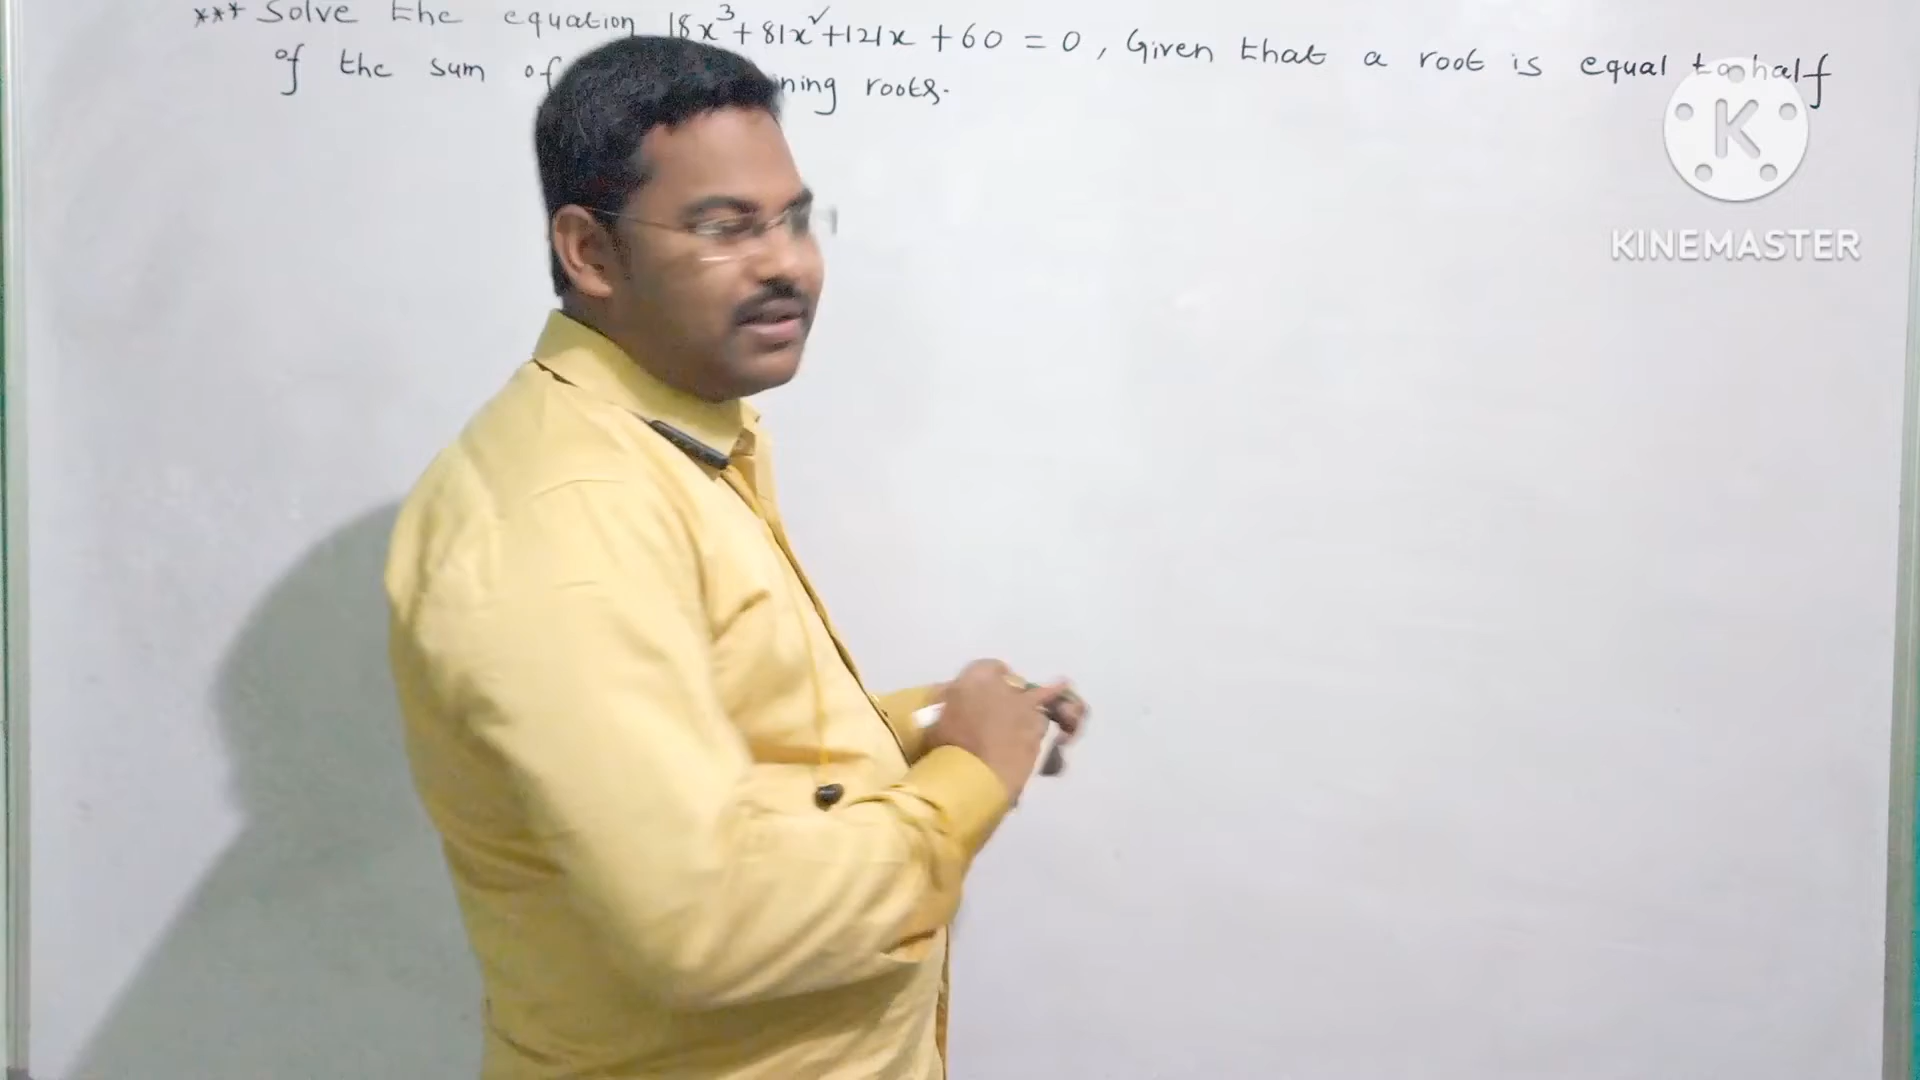 *** Solve the equation 18x³+81x²+121x+60=0, Given that a root is equal to half
of the sum of ning roots.
K
KINEMASTER